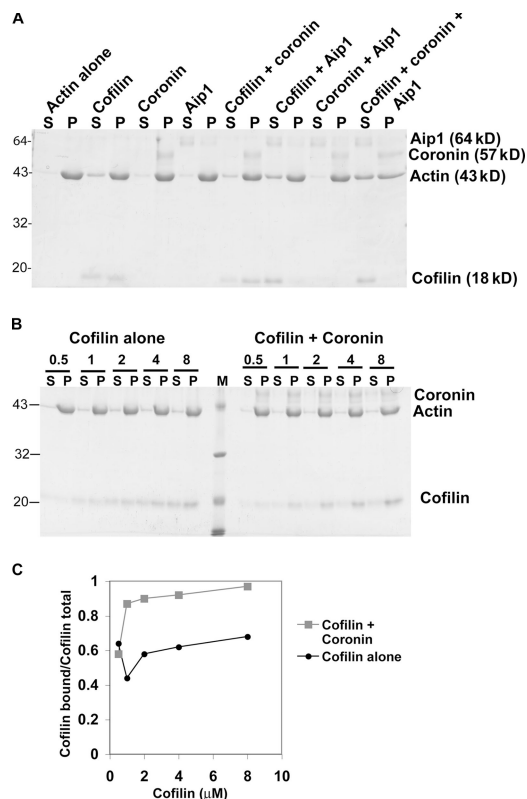 A
Actin alone
Cofilin
Coronin
Aip1
Cofilin + coronin
Cofilin + Aip1
Coronin + Aip1
Cofilin + coronin +
Aip1
S P S P S P S P S P S P S P S P
64-
43-
32-
20-
Aip1 (64 kD)
Coronin (57 kD)
Actin (43 kD)
Cofilin (18 kD)
B
Cofilin alone
Cofilin + Coronin
0.5 1 2 4 8
0.5 1 2 4 8
S P S P S P S P S P M S P S P S P S P S P
43—
32—
20—
Coronin
Actin
Cofilin
C
Cofilin bound/Cofilin total
1
0.8
0.6
0.4
0.2
0
0 2 4 6 8 10
Cofilin (μM)
Cofilin +
Coronin
Cofilin alone